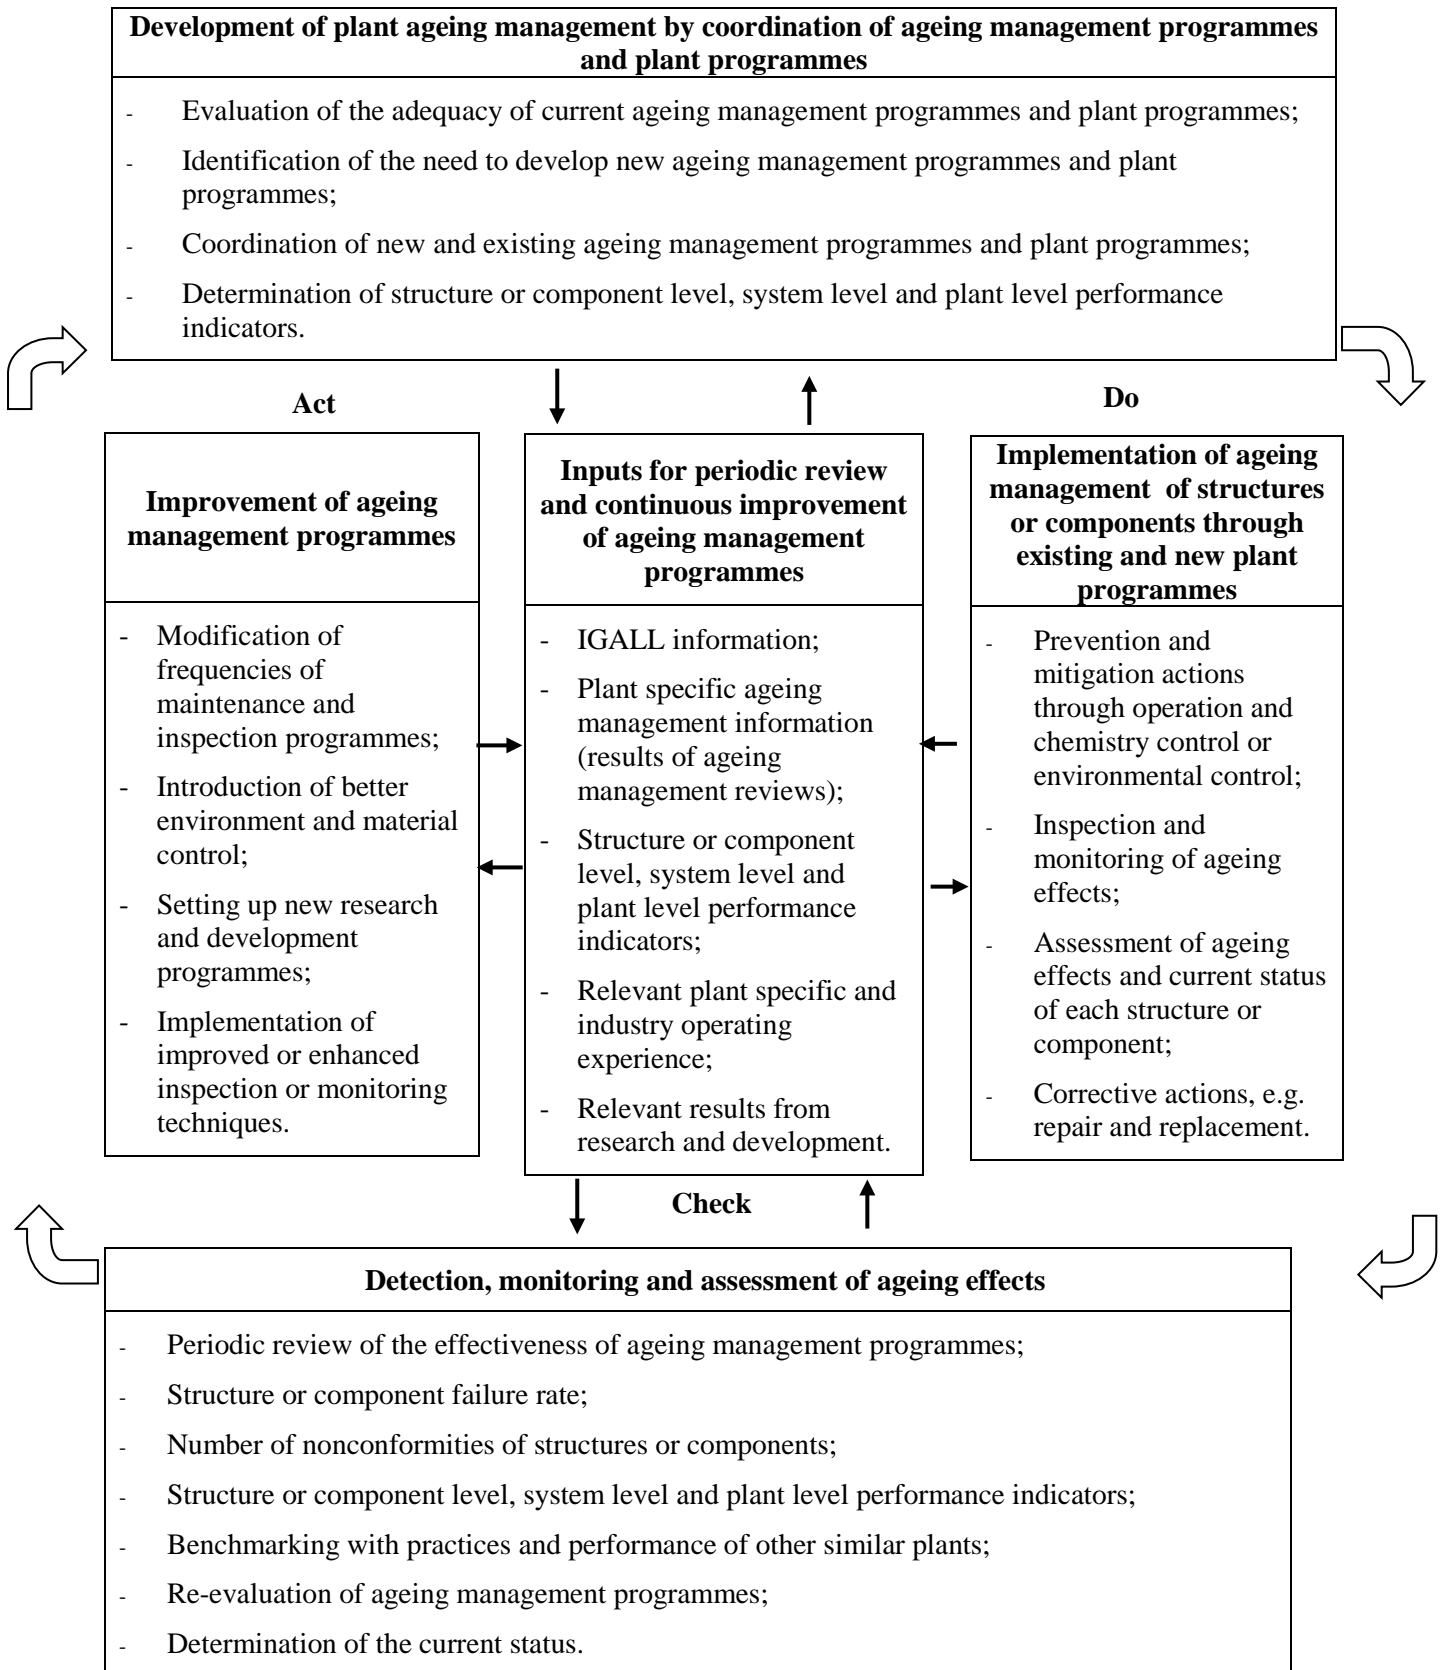 Development of plant ageing management by coordination of ageing management programmes
and plant programmes
- Evaluation of the adequacy of current ageing management programmes and plant programmes;
- Identification of the need to develop new ageing management programmes and plant
programmes;
- Coordination of new and existing ageing management programmes and plant programmes;
- Determination of structure or component level, system level and plant level performance
indicators.
Act
Do
Improvement of ageing
management programmes
- Modification of
frequencies of
maintenance and
inspection programmes;
- Introduction of better
environment and material
control;
- Setting up new research
and development
programmes;
- Implementation of
improved or enhanced
inspection or monitoring
techniques.
Inputs for periodic review
and continuous improvement
of ageing management
programmes
- IGALL information;
- Plant specific ageing
management information
(results of ageing
management reviews);
- Structure or component
level, system level and
plant level performance
indicators;
- Relevant plant specific and
industry operating
experience;
- Relevant results from
research and development.
Implementation of ageing
management of structures
or components through
existing and new plant
programmes
- Prevention and
mitigation actions
through operation and
chemistry control or
environmental control;
- Inspection and
monitoring of ageing
effects;
- Assessment of ageing
effects and current status
of each structure or
component;
- Corrective actions, e.g.
repair and replacement.
Check
Detection, monitoring and assessment of ageing effects
- Periodic review of the effectiveness of ageing management programmes;
- Structure or component failure rate;
- Number of nonconformities of structures or components;
- Structure or component level, system level and plant level performance indicators;
- Benchmarking with practices and performance of other similar plants;
- Re-evaluation of ageing management programmes;
- Determination of the current status.